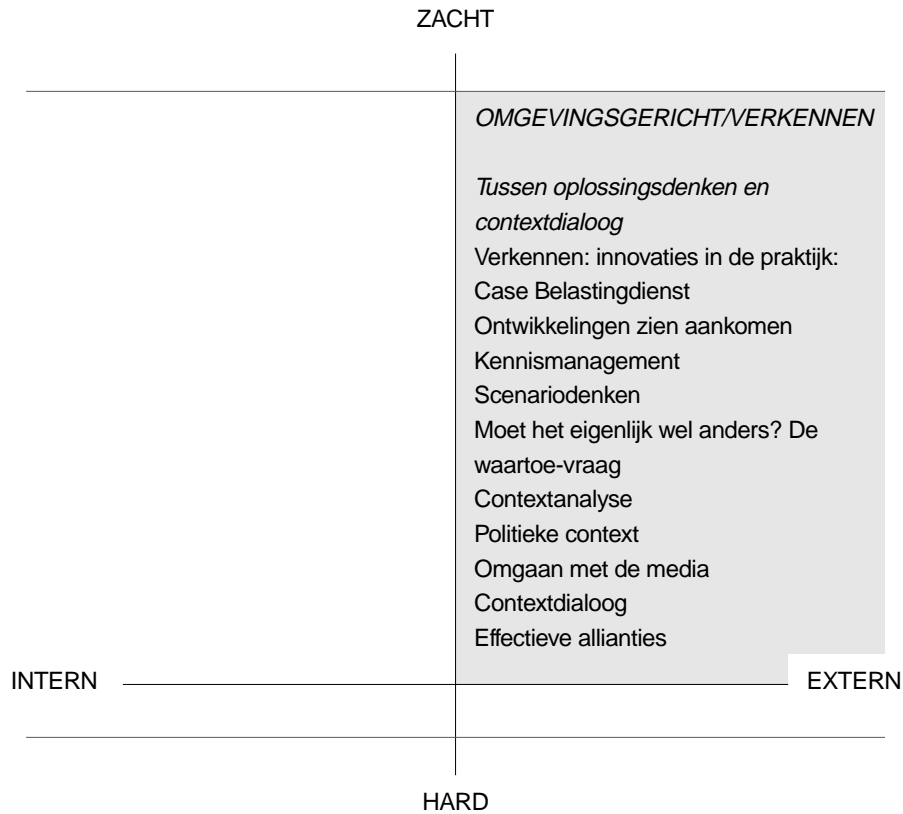 ZACHT
OMGEVINGSGERICHT/VERKENNEN
Tussen oplossingsdenken en
contextdialoog
Verkennen: innovaties in de praktijk:
Case Belastingdienst
Ontwikkelingen zien aankomen
Kennismanagement
Scenariodenken
Moet het eigenlijk wel anders? De
waartoe-vraag
Contextanalyse
Politieke context
Omgaan met de media
Contextdialoog
Effectieve allianties
INTERN
EXTERN
HARD